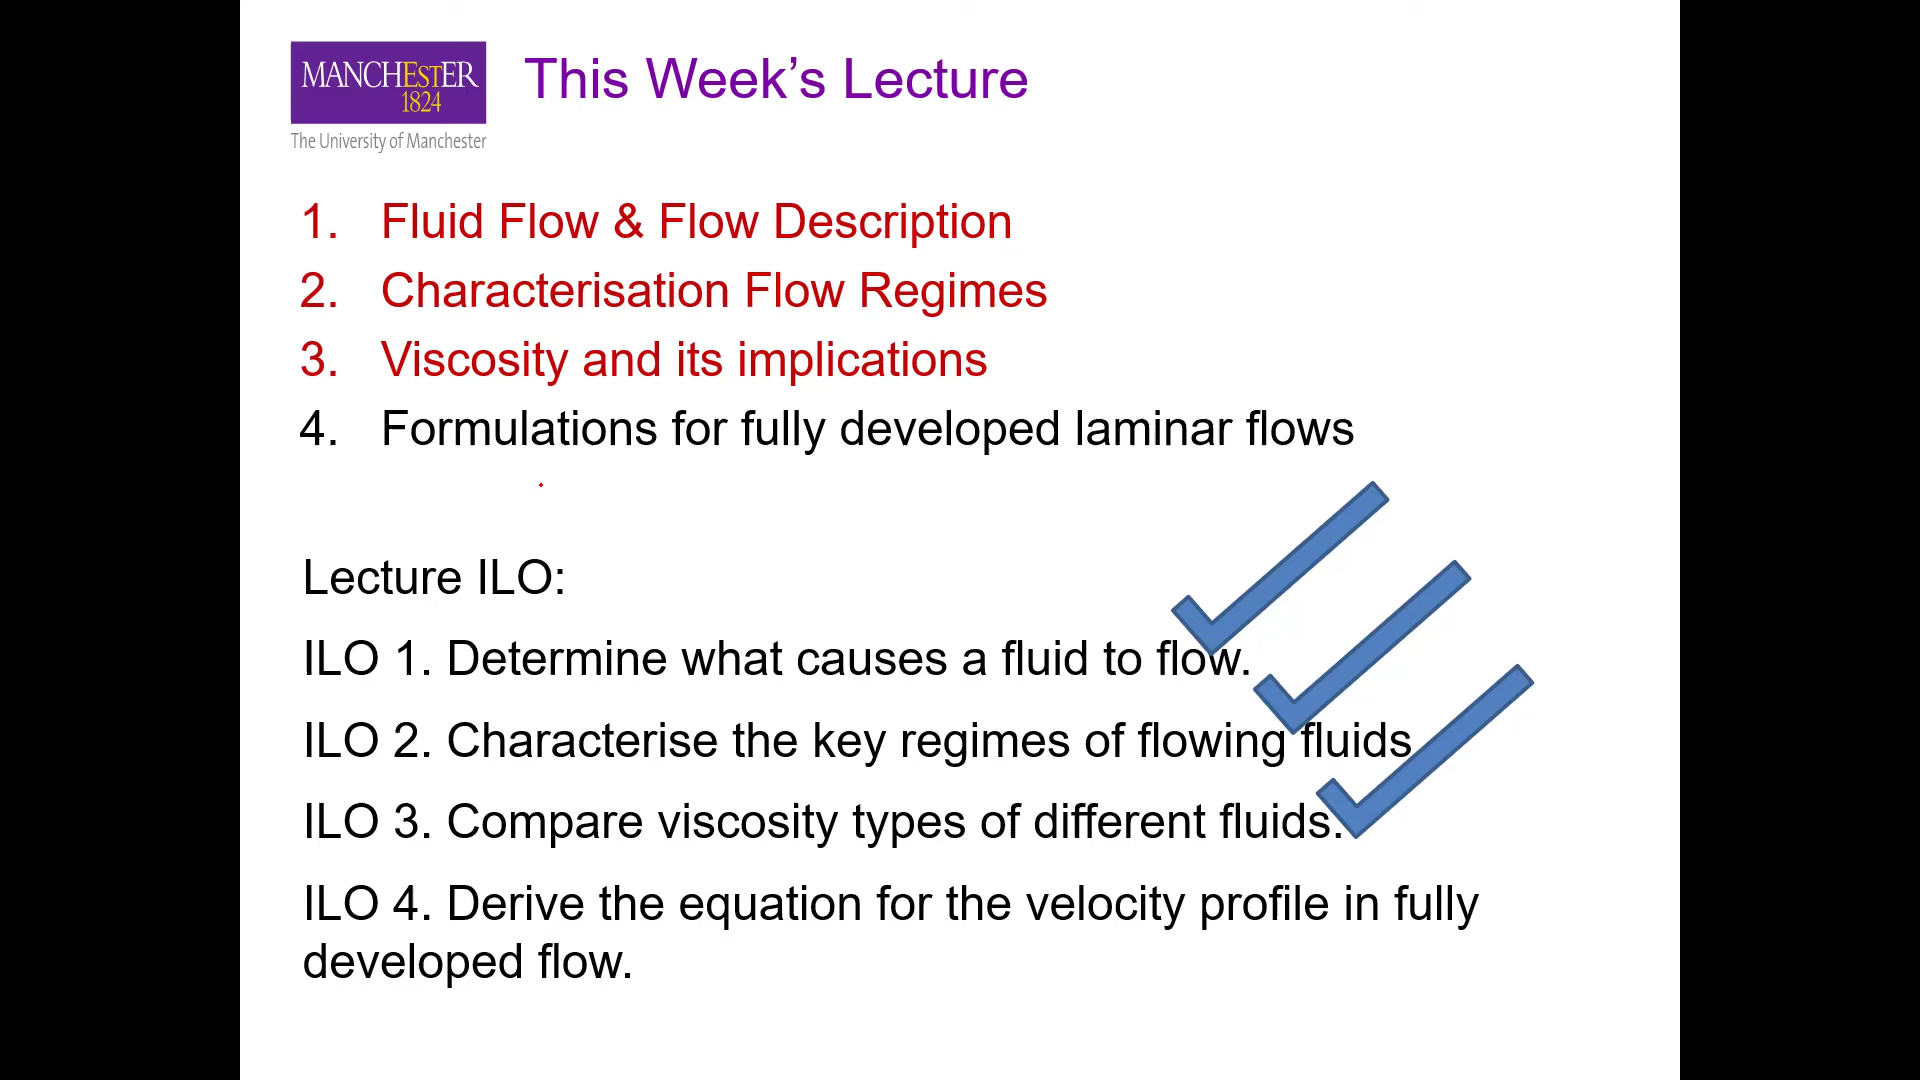 MANCHESTER
1824
The University of Manchester
This Week’s Lecture
1. Fluid Flow & Flow Description
2. Characterisation Flow Regimes
3. Viscosity and its implications
4. Formulations for fully developed laminar flows
Lecture ILO:
ILO 1. Determine what causes a fluid to flow.
ILO 2. Characterise the key regimes of flowing fluids
ILO 3. Compare viscosity types of different fluids.
ILO 4. Derive the equation for the velocity profile in fully
developed flow.